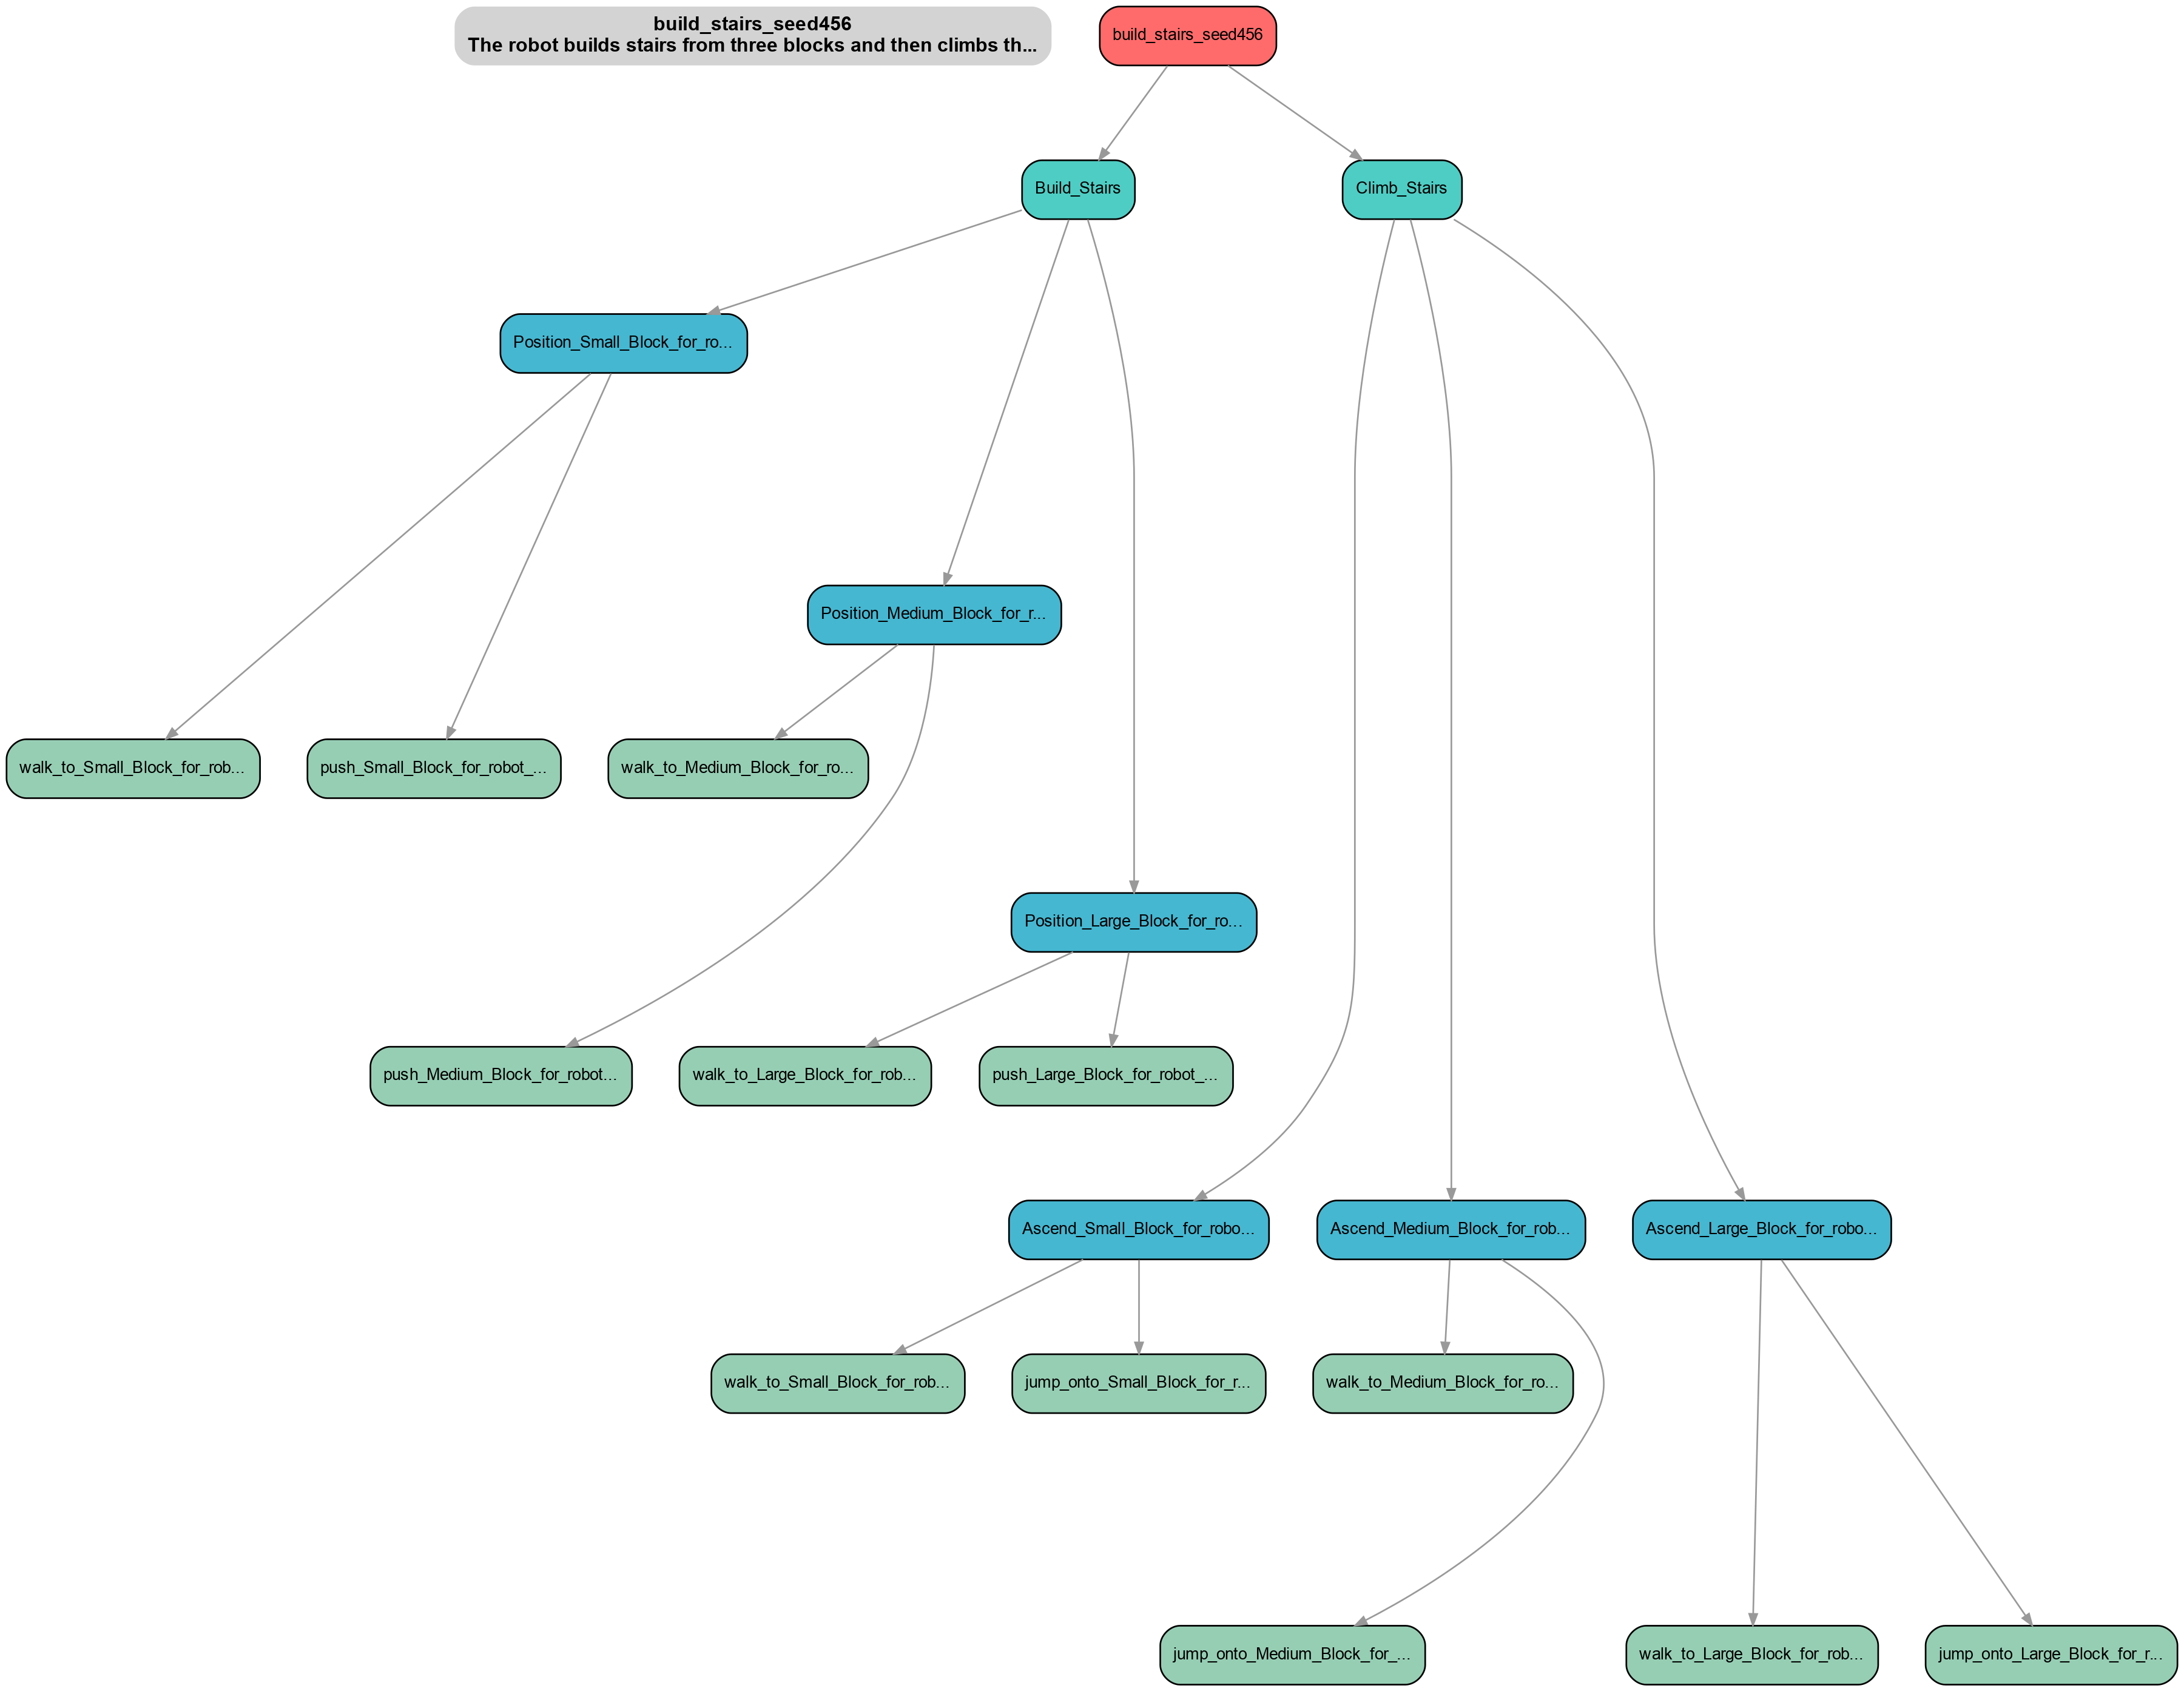 build_stairs_seed456
The robot builds stairs from three blocks and then climbs th...
build_stairs_seed456
Build_Stairs
Climb_Stairs
Position_Small_Block_for_ro...
Position_Medium_Block_for_r...
walk_to_Small_Block_for_rob...
push_Small_Block_for_robot_...
walk_to_Medium_Block_for_ro...
Position_Large_Block_for_ro...
push_Medium_Block_for_robot...
walk_to_Large_Block_for_rob...
push_Large_Block_for_robot_...
Ascend_Small_Block_for_robo...
Ascend_Medium_Block_for_rob...
Ascend_Large_Block_for_robo...
walk_to_Small_Block_for_rob...
jump_onto_Small_Block_for_r...
walk_to_Medium_Block_for_ro...
jump_onto_Medium_Block_for_...
walk_to_Large_Block_for_rob...
jump_onto_Large_Block_for_r...